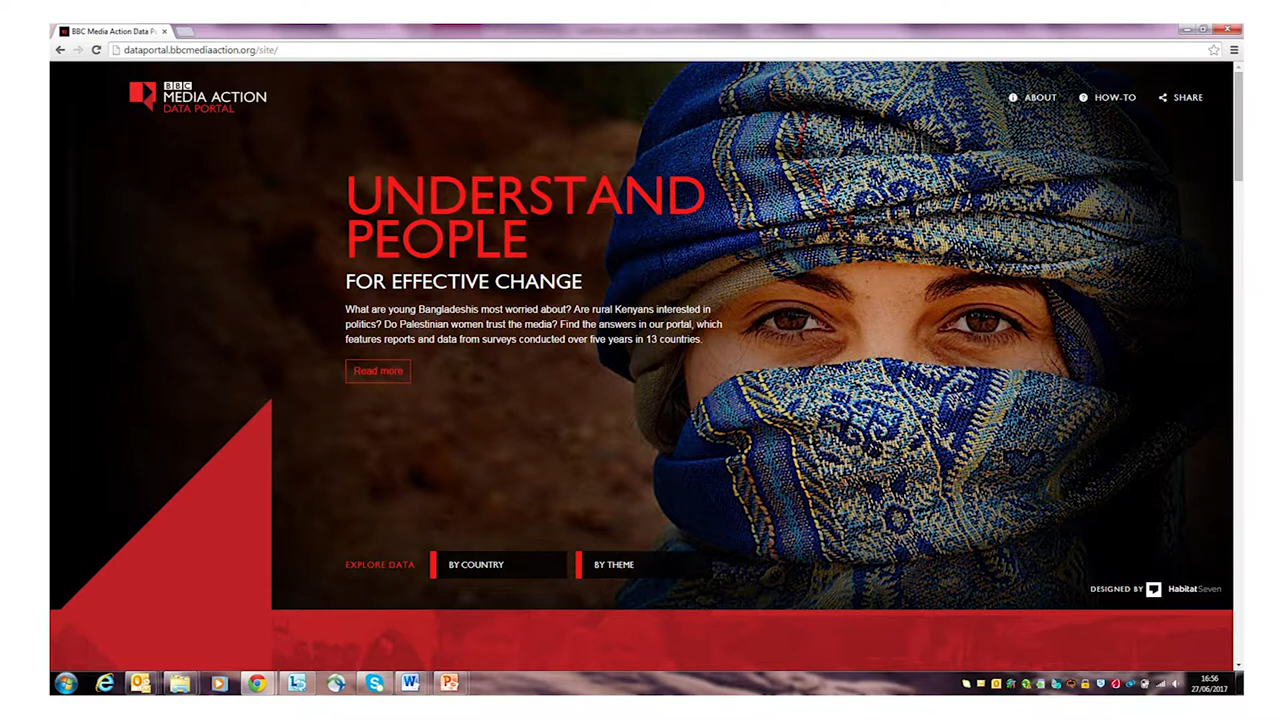 BBC Media Action Data P
dataportal.bbcmediaaction.org/site/
BBC
MEDIA ACTION
DATA PORTAL
ABOUT
HOW-TO
SHARE
UNDERSTAND
PEOPLE
FOR EFFECTIVE CHANGE
What are young Bangladeshis most worried about? Are rural Kenyans interested in
politics? Do Palestinian women trust the media? Find the answers in our portal, which
features reports and data from surveys conducted over five years in 13 countries.
Read more
EXPLORE DATA
BY COUNTRY
BY THEME
DESIGNED BY HabitatSeven
16:56
27/06/2017